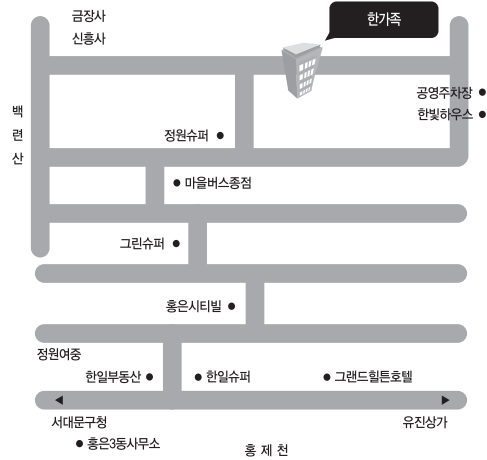 금장사
신흥사
한가족
백련산
공영주차장
한빛하우스
정원슈퍼
마을버스종점
그린슈퍼
홍은시티빌
정원여중
한일부동산
한일슈퍼
그랜드힐튼호텔
서대문구청
유진상가
홍은3동사무소
홍 제 천